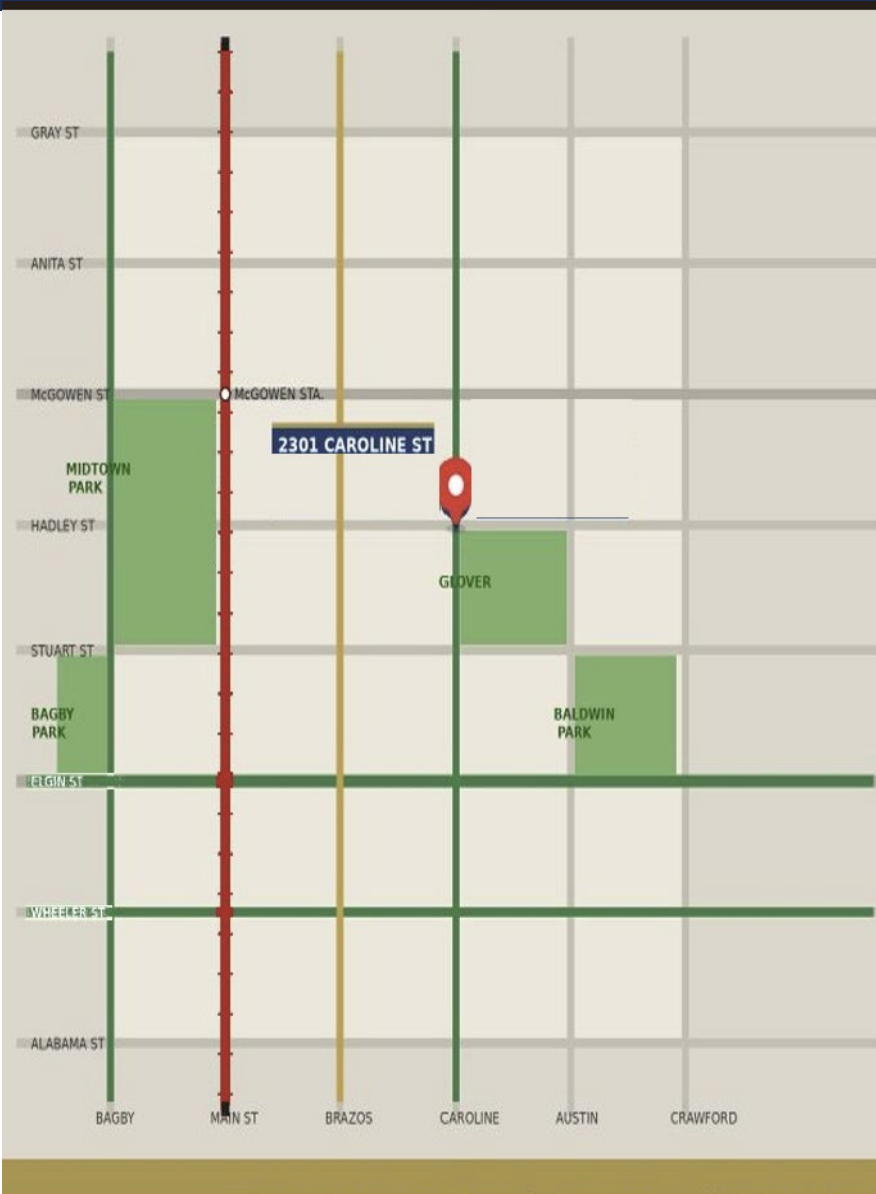 GRAY ST
ANITA ST
McGOWEN ST
McGOWEN STA.
2301 CAROLINE ST
MIDTOWN
PARK
HADLEY ST
GLOVER
STUART ST
BAGBY
PARK
BALDWIN
PARK
ELGIN ST
WHEELER ST
ALABAMA ST
BAGBY
MAIN ST
BRAZOS
CAROLINE
AUSTIN
CRAWFORD